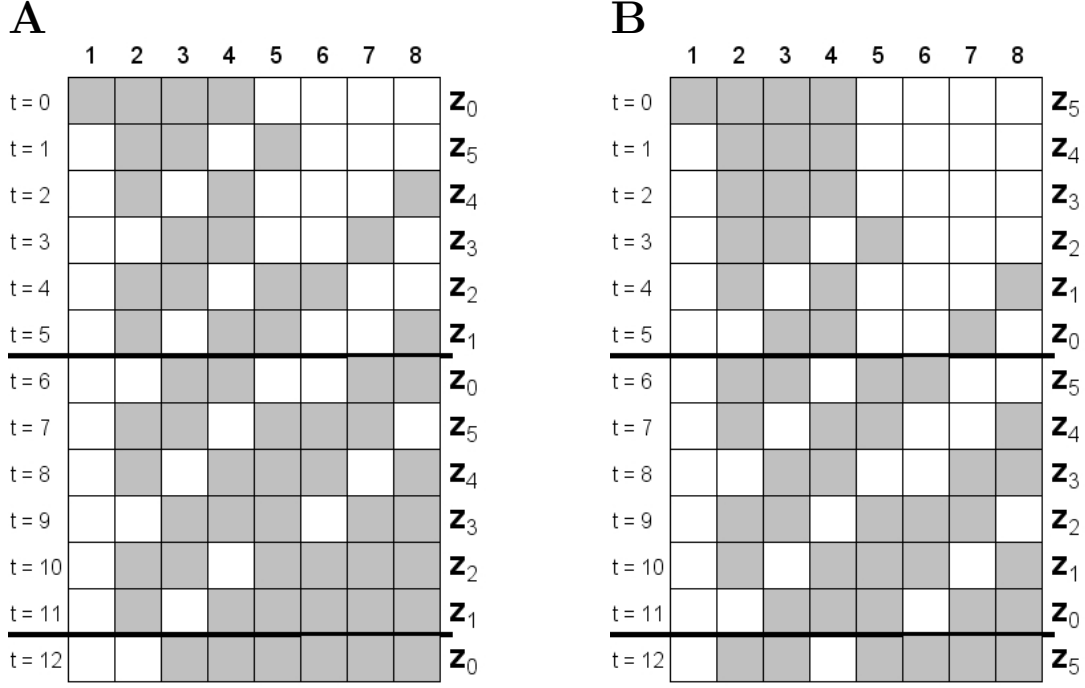 A B
1 2 3 4 5 6 7 8 1 2 3 4 5 6 7 8
t = 0 z₀ t = 0 z₅
t = 1 z₅ t = 1 z₄
t = 2 z₄ t = 2 z₃
t = 3 z₃ t = 3 z₂
t = 4 z₂ t = 4 z₁
t = 5 z₁ t = 5 z₀
t = 6 z₀ t = 6 z₅
t = 7 z₅ t = 7 z₄
t = 8 z₄ t = 8 z₃
t = 9 z₃ t = 9 z₂
t = 10 z₂ t = 10 z₁
t = 11 z₁ t = 11 z₀
t = 12 z₀ t = 12 z₅